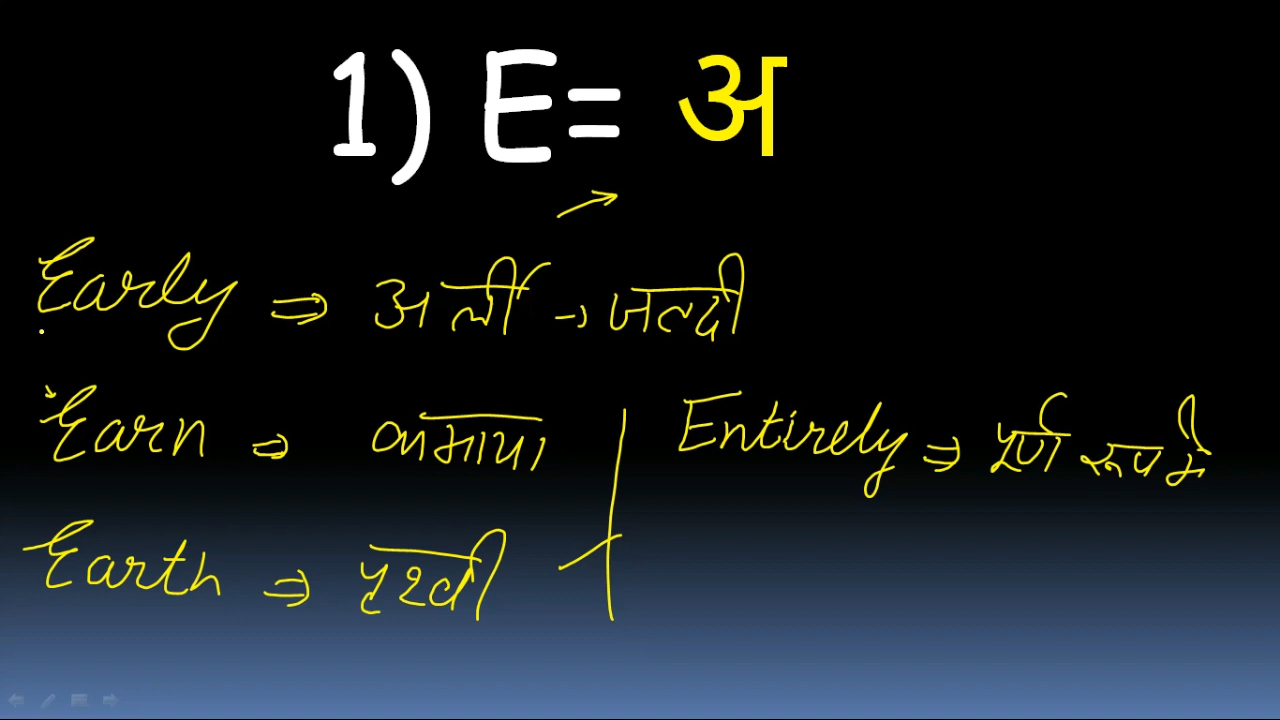 1) E= अ
Early ⇒ अर्ली → जल्दी
Earn ⇒ कमाया
Entirely ⇒ पूर्ण रूप से
Earth ⇒ पृथ्वी